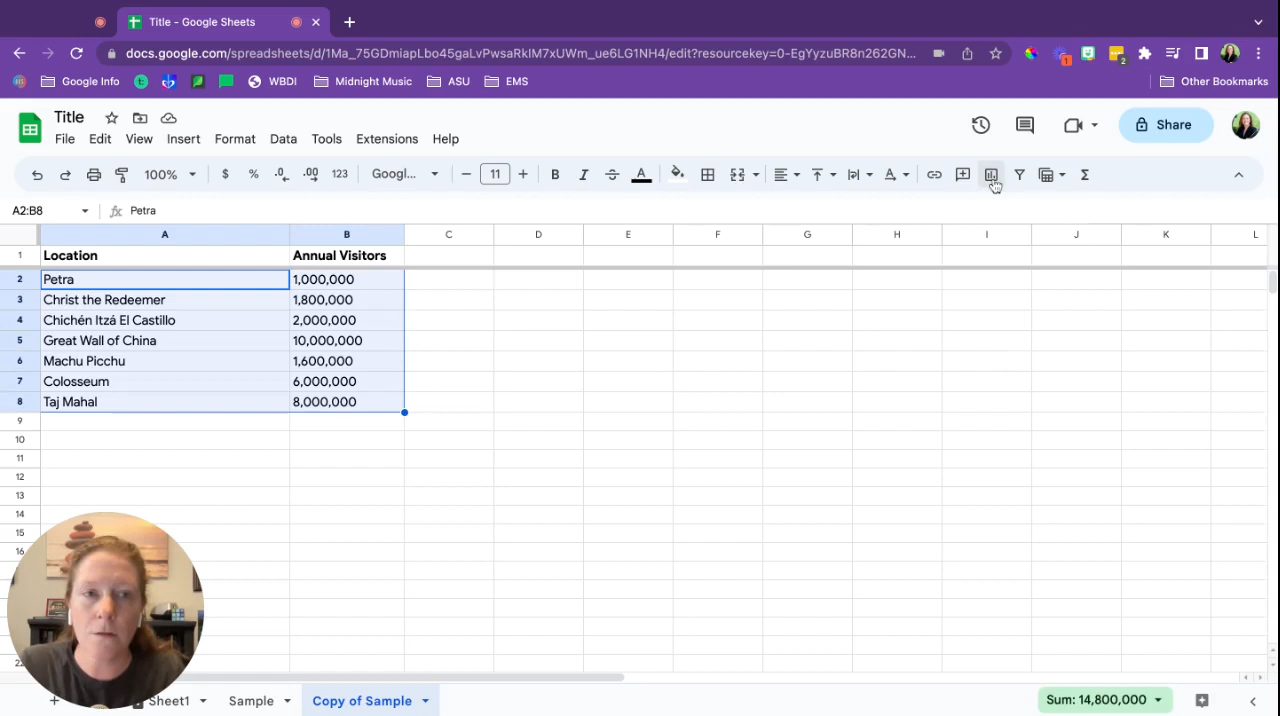 Title - Google Sheets
docs.google.com/spreadsheets/d/1Ma_75GDmiapLbo45gaLyPwsaRkIM7xUWm_ue6LG1NH4/edit?resourcekey=0-EgYyzuBR8n262GN...
Google Info
WBDI
Midnight Music
ASU
EMS
Other Bookmarks
Title
File Edit View Insert Format Data Tools Extensions Help
Share
100% $ % .0 .00 123 Googl... 11 B I S A
A2:B8 fx Petra
A B C D E F G H I J K L
1 Location Annual Visitors
2 Petra 1,000,000
3 Christ the Redeemer 1,800,000
4 Chichén Itzá El Castillo 2,000,000
5 Great Wall of China 10,000,000
6 Machu Picchu 1,600,000
7 Colosseum 6,000,000
8 Taj Mahal 8,000,000
9
10
11
12
13
14
15
16
22
Sheet1 Sample Copy of Sample Sum: 14,800,000